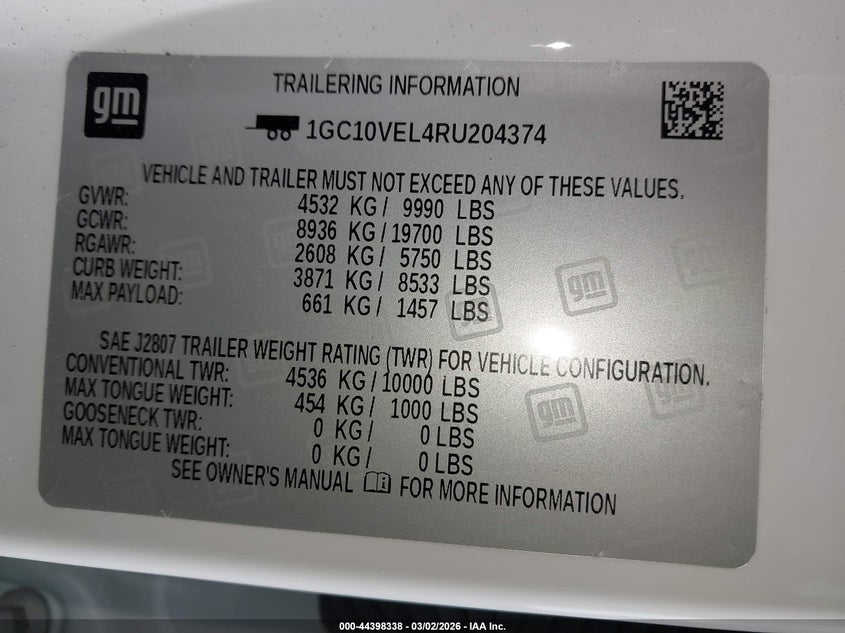 gm
TRAILERING INFORMATION
1GC10VEL4RU204374
VEHICLE AND TRAILER MUST NOT EXCEED ANY OF THESE VALUES.
GVWR: 4532 KG / 9990 LBS
GCWR: 8936 KG / 19700 LBS
RGAWR: 2608 KG / 5750 LBS
CURB WEIGHT: 3871 KG / 8533 LBS
MAX PAYLOAD: 661 KG / 1457 LBS
SAE J2807 TRAILER WEIGHT RATING (TWR) FOR VEHICLE CONFIGURATION.
CONVENTIONAL TWR: 4536 KG / 10000 LBS
MAX TONGUE WEIGHT: 454 KG / 1000 LBS
GOOSENECK TWR: 0 KG / 0 LBS
MAX TONGUE WEIGHT: 0 KG / 0 LBS
SEE OWNER'S MANUAL FOR MORE INFORMATION
000-44398338 - 03/02/2026 - IAA Inc.